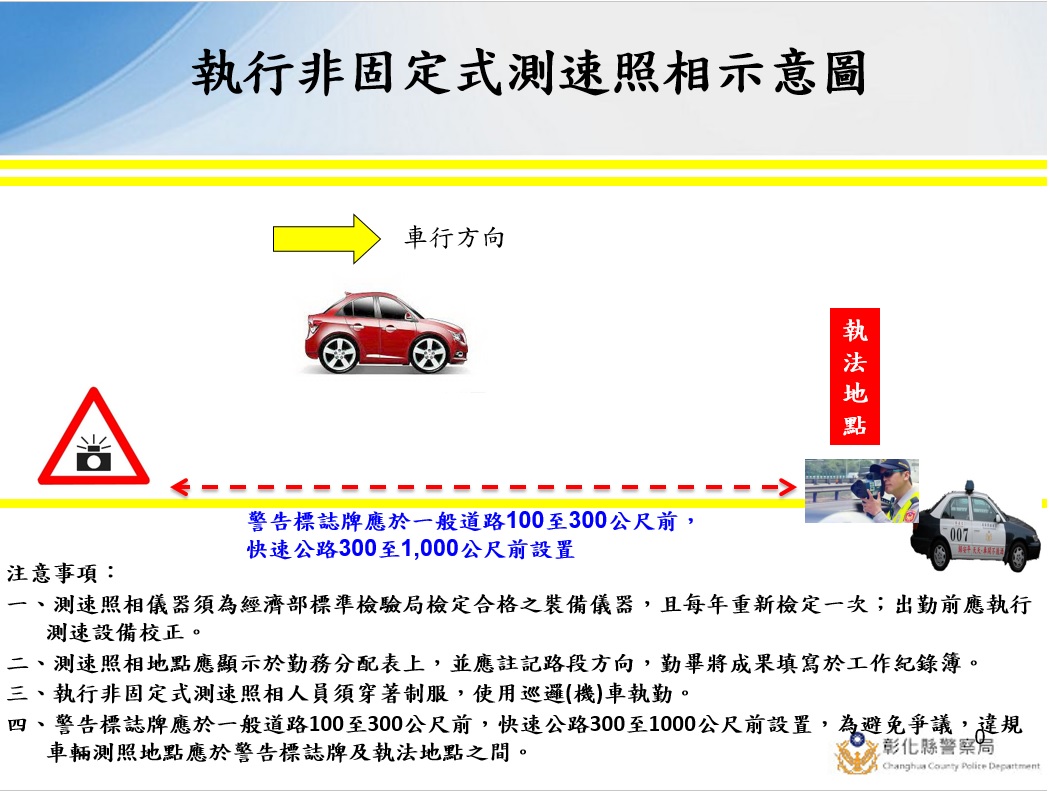 執行非固定式測速照相示意圖
車行方向
執法地點
007
警告標誌牌應於一般道路100至300公尺前，
快速公路300至1,000公尺前設置
注意事項：
一、測速照相儀器須為經濟部標準檢驗局檢定合格之裝備儀器，且每年重新檢定一次；出勤前應執行
測速設備校正。
二、測速照相地點應顯示於勤務分配表上，並應註記路段方向，勤畢將成果填寫於工作紀錄簿。
三、執行非固定式測速照相人員須穿著制服，使用巡邏(機)車執勤。
四、警告標誌牌應於一般道路100至300公尺前，快速公路300至1000公尺前設置，為避免爭議，違規
車輛測照地點應於警告標誌牌及執法地點之間。
0
彰化縣警察局
Changhua County Police Department